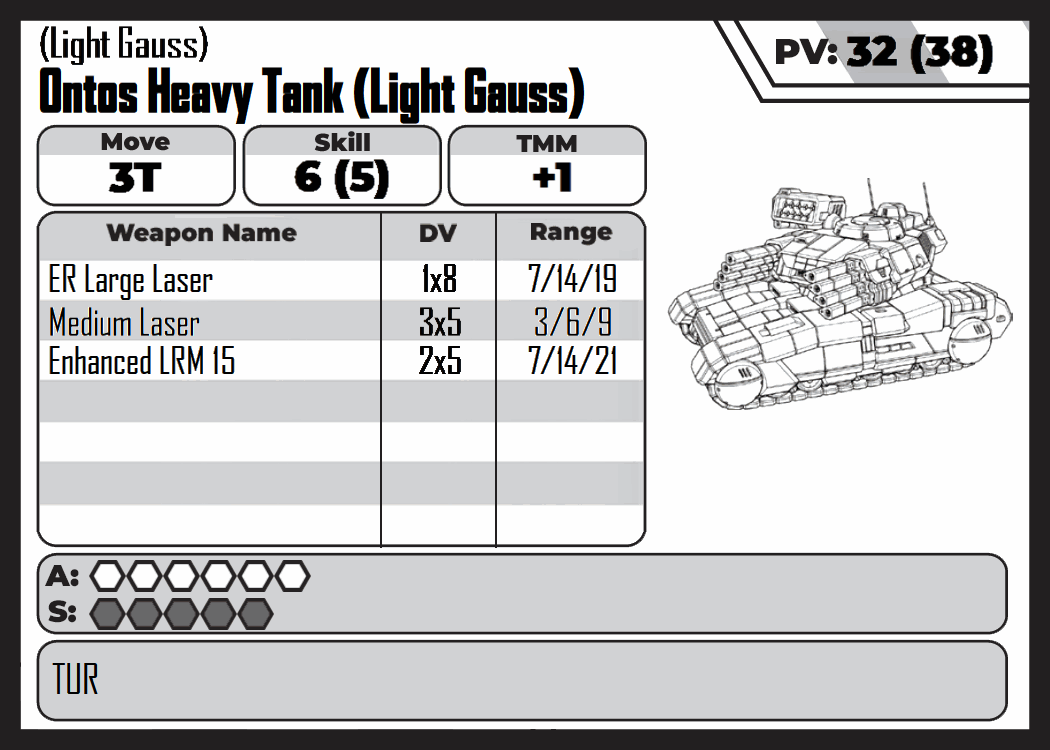 (Light Gauss)
PV: 32 (38)
Ontos Heavy Tank (Light Gauss)
Move Skill TMM
3T 6 (5) +1
Weapon Name DV Range
ER Large Laser 1x8 7/14/19
Medium Laser 3x5 3/6/9
Enhanced LRM 15 2x5 7/14/21
A:
S:
TUR